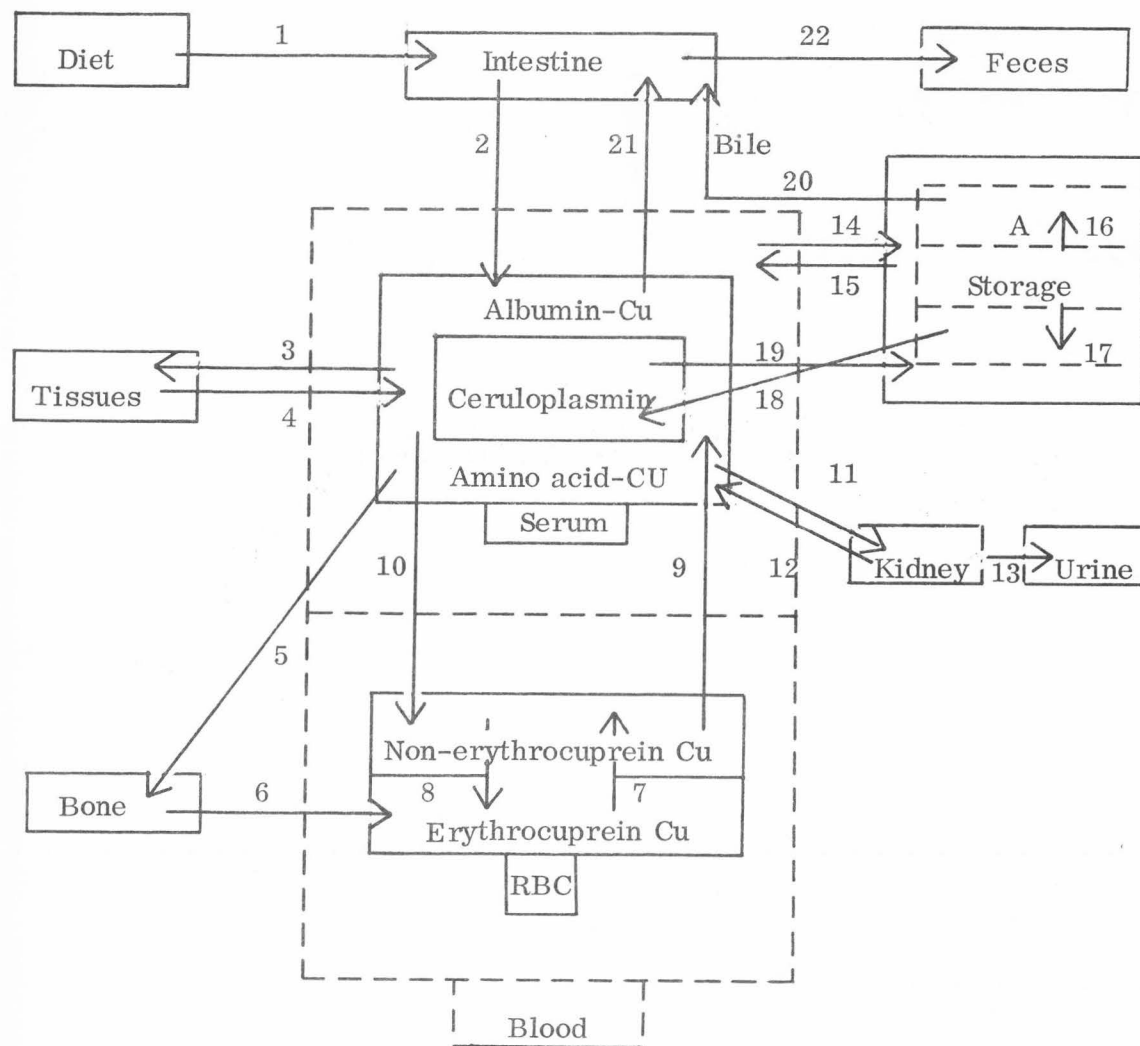 1
22
Diet
Intestine
Feces
2
21
Bile
20
14
A
16
15
Storage
3
19
17
Tissues
Ceruloplasmin
4
18
Albumin-Cu
Amino acid-CU
11
Serum
10
9
12
Kidney
13
Urine
5
Non-erythrocuprein Cu
Bone
6
8
7
Erythrocuprein Cu
RBC
Blood